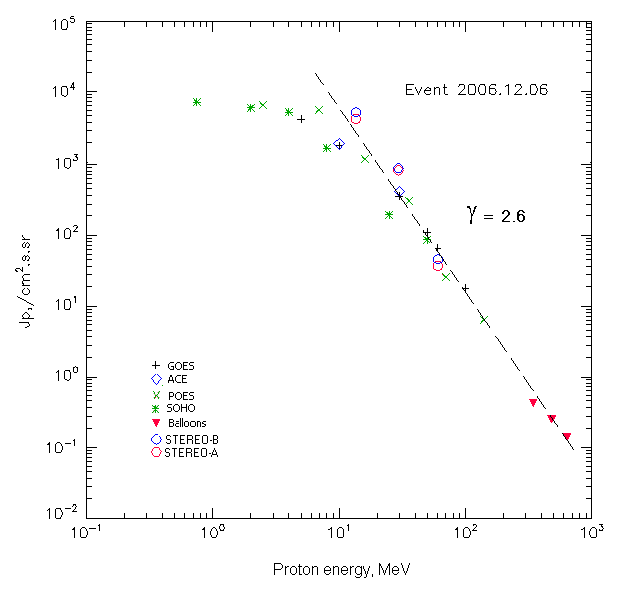 10^5
10^4
10^3
10^2
10^1
10^0
10^-1
10^-2
Jp,/cm^2.s.sr
Event 2006.12.06
γ = 2.6
GOES
ACE
POES
SOHO
Balloons
STEREO-B
STEREO-A
10^-1 10^0 10^1 10^2 10^3
Proton energy, MeV